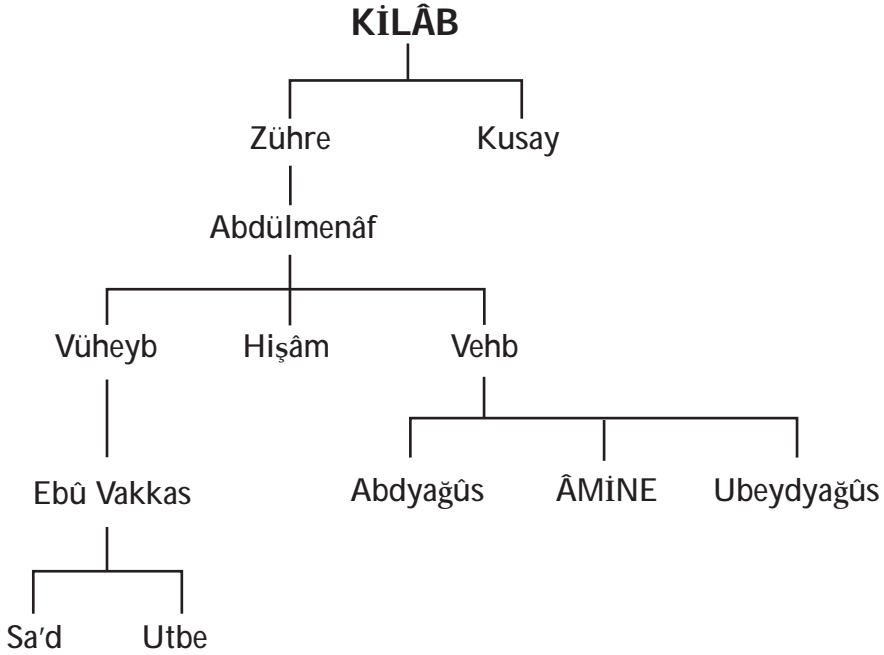 KİLÂB
Zühre Kusay
Abdülmenâf
Vüheyb Hişâm Vehb
Ebû Vakkas Abdyağûs ÂMİNE Ubeydyağûs
Sa'd Utbe